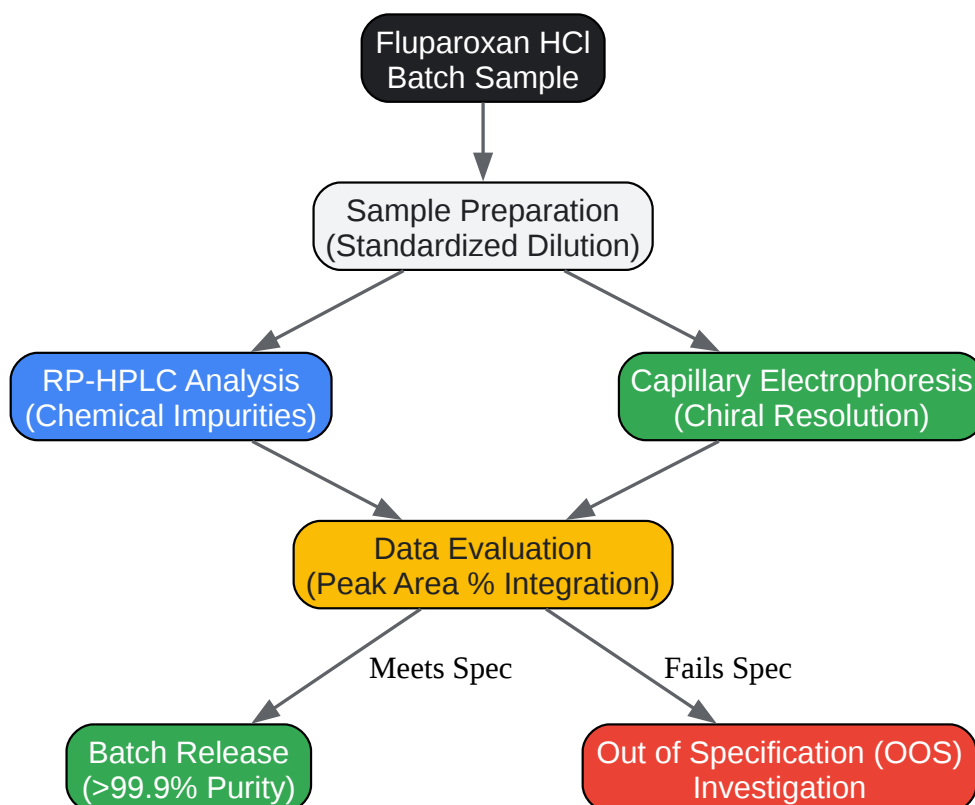 Fluparoxan HCl
Batch Sample
Sample Preparation
(Standardized Dilution)
RP-HPLC Analysis
(Chemical Impurities)
Capillary Electrophoresis
(Chiral Resolution)
Data Evaluation
(Peak Area % Integration)
Meets Spec
Fails Spec
Batch Release
(>99.9% Purity)
Out of Specification (OOS)
Investigation